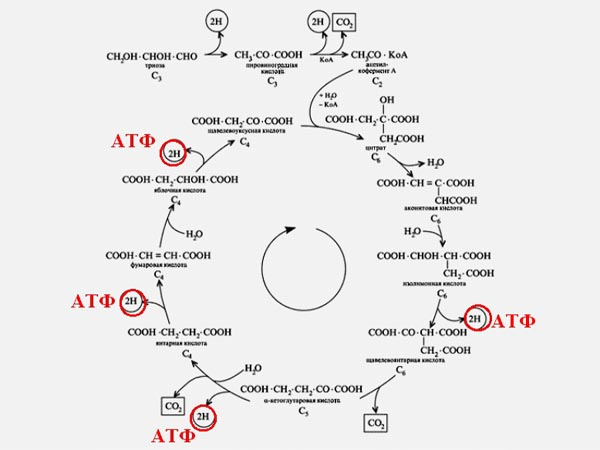 2H
2H
CO2
CH2OH·CHOH·CHO
триоза
C3
CH3·CO·COOH
пировиноградная
кислота
C3
КоА
CH3CO · КоА
ацетил-
кофермент А
C2
+ H2O
– КоА
COOH·CH2·CO·COOH
щавелевоуксусная кислота
C4
OH
COOH·CH2·C·COOH
CH2COOH
цитрат
C6
АТФ
2H
H2O
COOH·CHOH·CH2·COOH
яблочная кислота
C4
COOH·CH = C·COOH
CHCOOH
аконитовая кислота
C6
H2O
H2O
COOH·CH = CH·COOH
фумаровая кислота
C4
COOH·CHOH·CH·COOH
CH2·COOH
изолимонная кислота
C6
АТФ
2H
2H
АТФ
COOH·CH2·CH2·COOH
янтарная кислота
C4
COOH·CO·CH·COOH
CH2·COOH
щавелевоянтарная кислота
C6
H2O
COOH·CH2·CH2·CO·COOH
α-кетоглутаровая кислота
C5
CO2
2H
CO2
АТФ